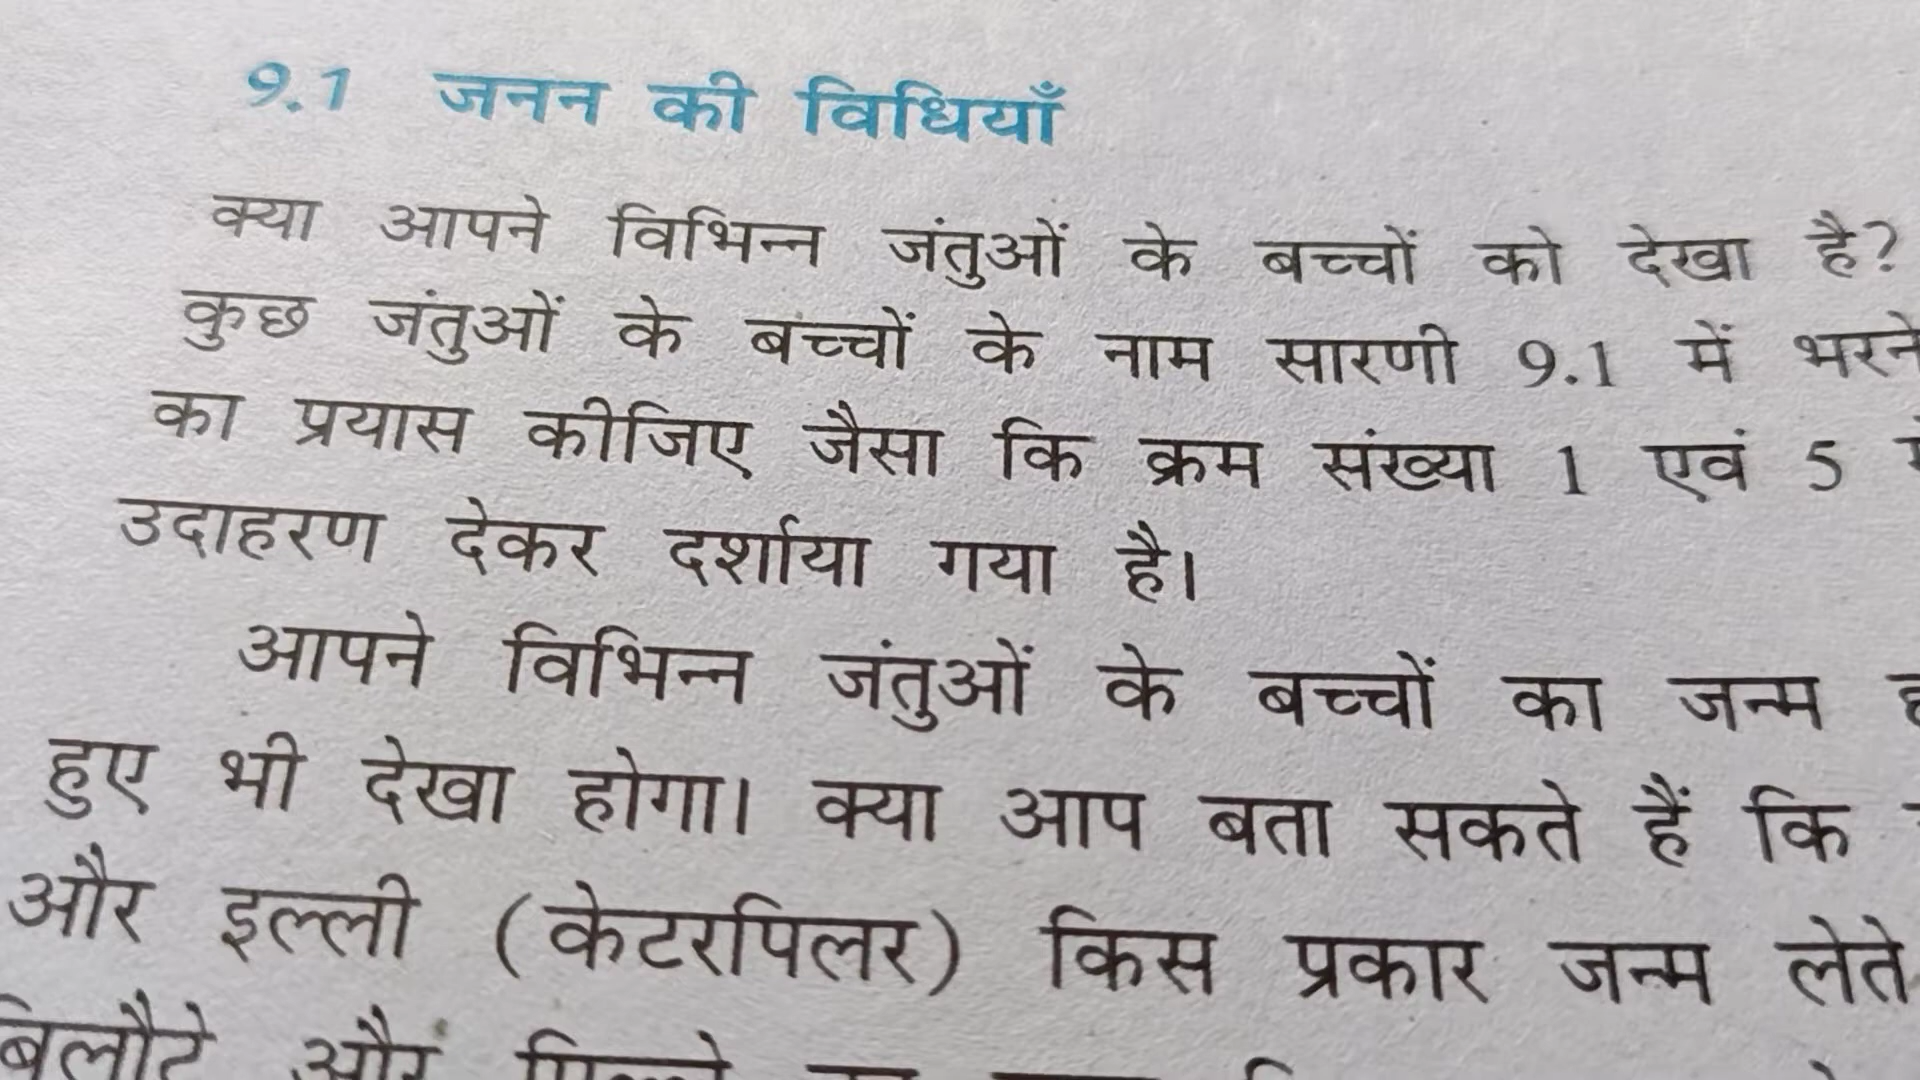 9.1 जनन की विधियाँ
क्या आपने विभिन्न जंतुओं के बच्चों को देखा है?
कुछ जंतुओं के बच्चों के नाम सारणी 9.1 में भरने
का प्रयास कीजिए जैसा कि क्रम संख्या 1 एवं 5
उदाहरण देकर दर्शाया गया है।
आपने विभिन्न जंतुओं के बच्चों का जन्म
हुए भी देखा होगा। क्या आप बता सकते हैं कि
और इल्ली (केटरपिलर) किस प्रकार जन्म लेते
बिलौटे और